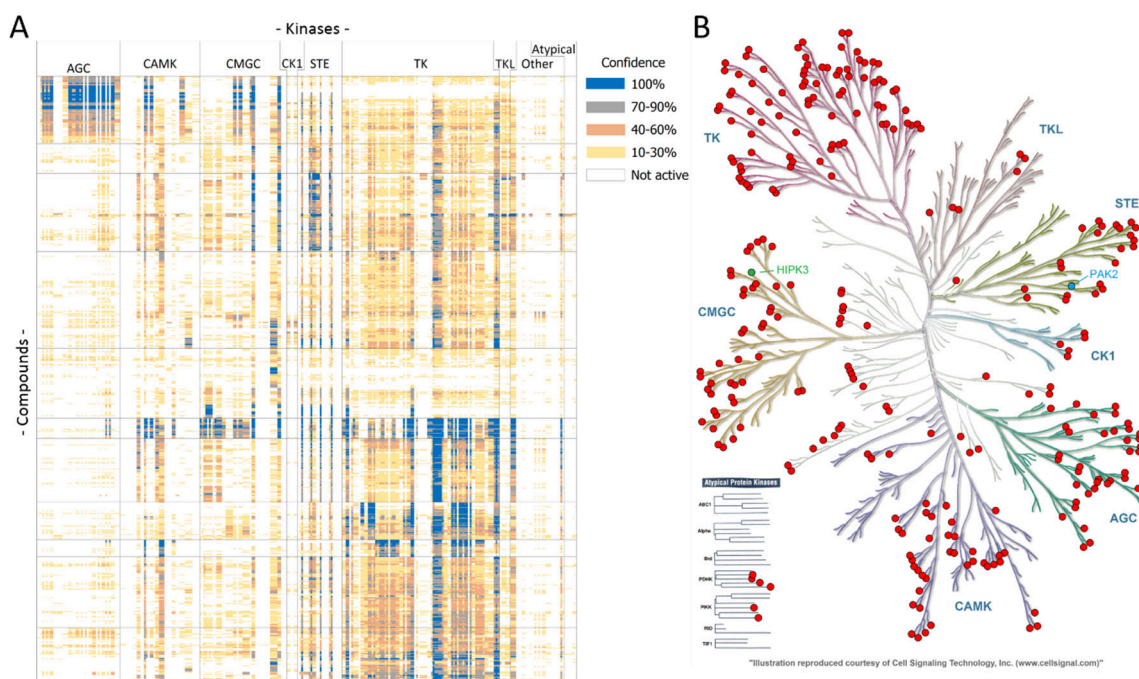 A
- Kinases -
AGC
CAMK
CMGC
CK1
STE
TK
TKL
Other
Atypical
Confidence
100%
70-90%
40-60%
10-30%
Not active
- Compounds -
B
TK
TKL
STE
HIPK3
PAK2
CMGC
CK1
AGC
CAMK
Atypical Protein Kinases
ABC1
Alpha
Brd
PDHK
PIKK
RIO
TIF1
"Illustration reproduced courtesy of Cell Signaling Technology, Inc. (www.cellsignal.com)"